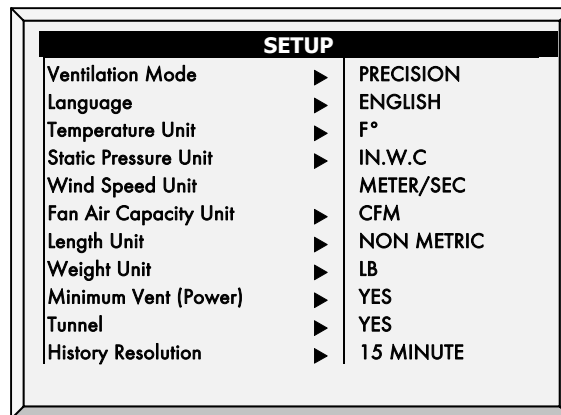 SETUP
Ventilation Mode ▶ PRECISION
Language ▶ ENGLISH
Temperature Unit ▶ F°
Static Pressure Unit ▶ IN.W.C
Wind Speed Unit METER/SEC
Fan Air Capacity Unit ▶ CFM
Length Unit ▶ NON METRIC
Weight Unit ▶ LB
Minimum Vent (Power) ▶ YES
Tunnel ▶ YES
History Resolution ▶ 15 MINUTE